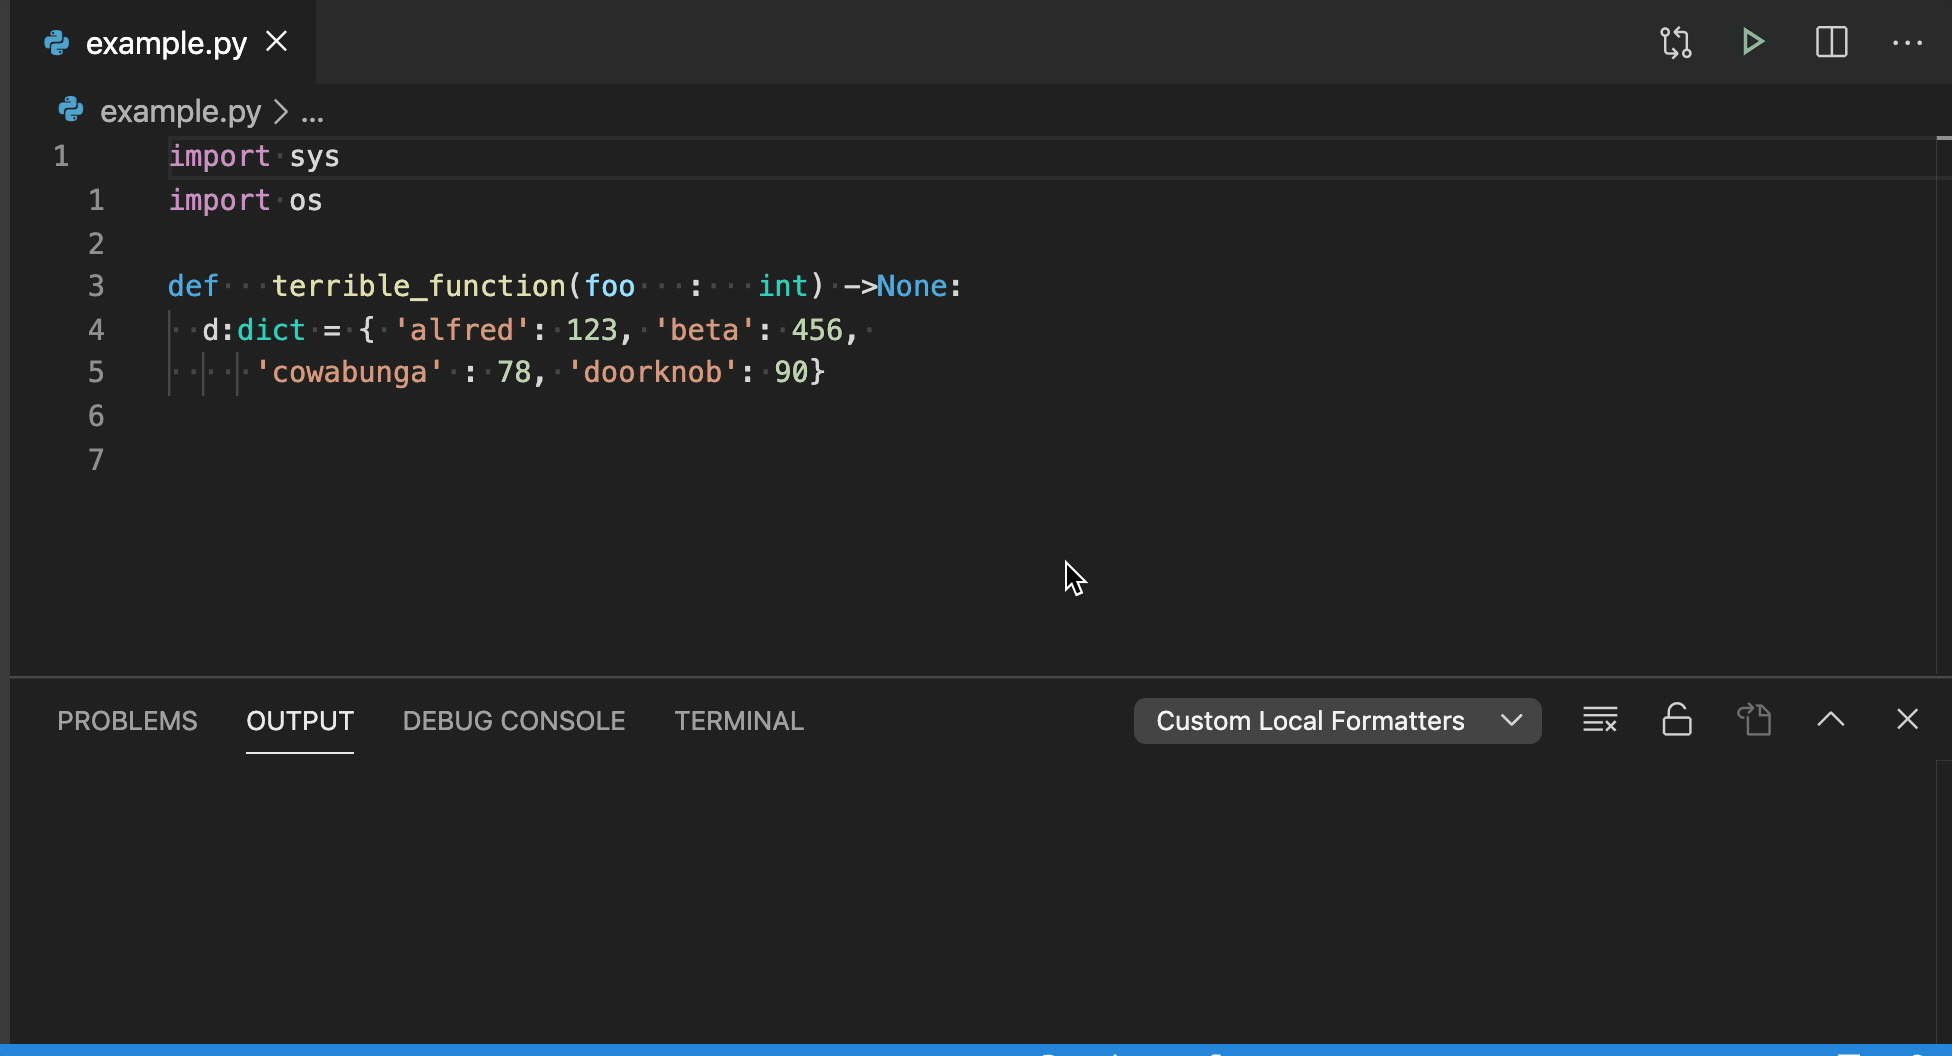 example.py
example.py > ...
1 import sys
1 import os
2
3 def   terrible_function(foo   :   int) ->None:
4   d:dict = { 'alfred': 123, 'beta': 456, 
5      'cowabunga' : 78, 'doorknob': 90}
6
7
PROBLEMS OUTPUT DEBUG CONSOLE TERMINAL Custom Local Formatters